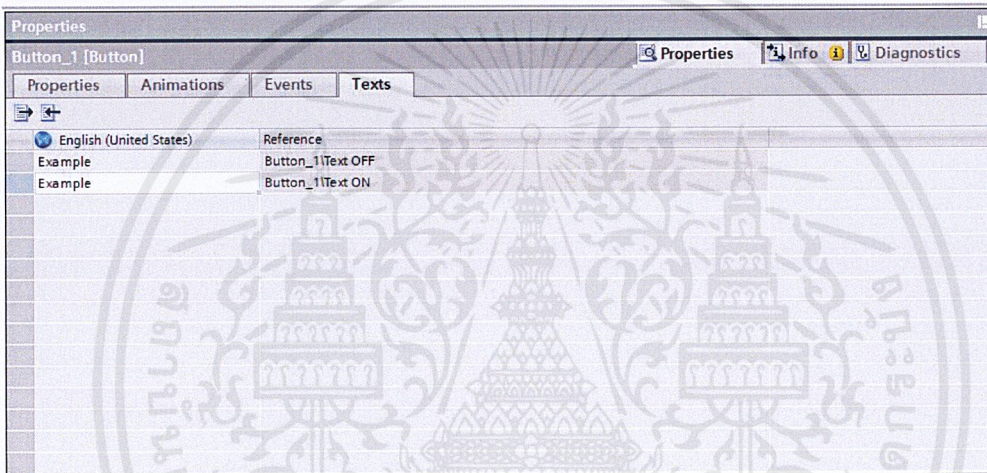 Properties
Button_1 [Button]
Properties Info Diagnostics
Properties Animations Events Texts
English (United States) Reference
Example Button_1\Text OFF
Example Button_1\Text ON